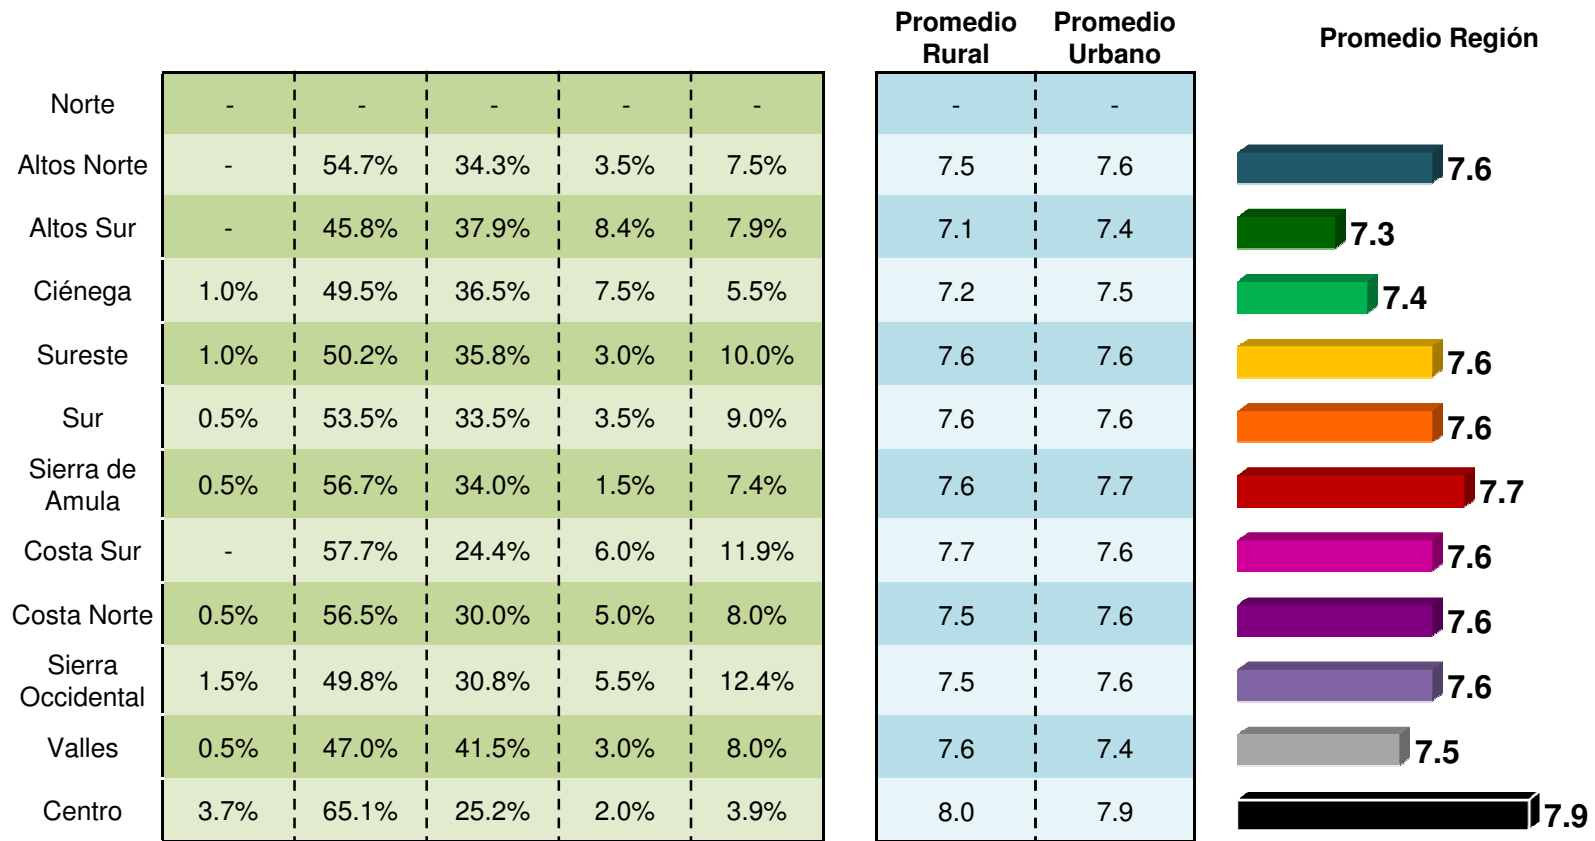 Promedio Rural Promedio Urbano Promedio Región
Norte - - - - - - -
Altos Norte - 54.7% 34.3% 3.5% 7.5% 7.5 7.6 7.6
Altos Sur - 45.8% 37.9% 8.4% 7.9% 7.1 7.4 7.3
Ciénega 1.0% 49.5% 36.5% 7.5% 5.5% 7.2 7.5 7.4
Sureste 1.0% 50.2% 35.8% 3.0% 10.0% 7.6 7.6 7.6
Sur 0.5% 53.5% 33.5% 3.5% 9.0% 7.6 7.6 7.6
Sierra de Amula 0.5% 56.7% 34.0% 1.5% 7.4% 7.6 7.7 7.7
Costa Sur - 57.7% 24.4% 6.0% 11.9% 7.7 7.6 7.6
Costa Norte 0.5% 56.5% 30.0% 5.0% 8.0% 7.5 7.6 7.6
Sierra Occidental 1.5% 49.8% 30.8% 5.5% 12.4% 7.5 7.6 7.6
Valles 0.5% 47.0% 41.5% 3.0% 8.0% 7.6 7.4 7.5
Centro 3.7% 65.1% 25.2% 2.0% 3.9% 8.0 7.9 7.9